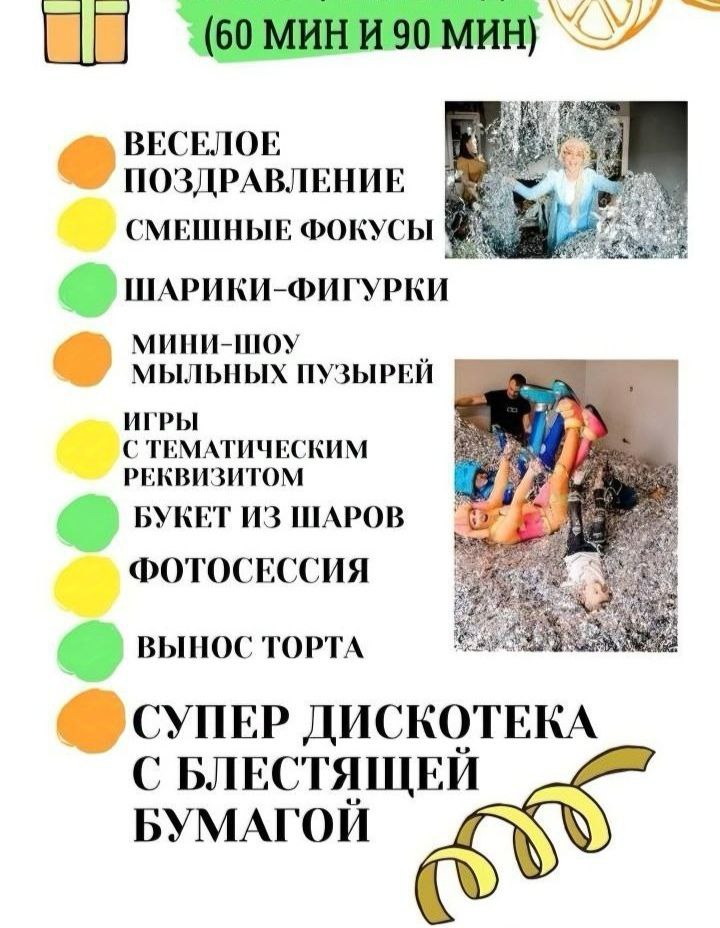 (60 МИН И 90 МИН)
ВЕСЕЛОЕ
ПОЗДРАВЛЕНИЕ
СМЕШНЫЕ ФОКУСЫ
ШАРИКИ-ФИГУРКИ
МИНИ-ШОУ
МЫЛЬНЫХ ПУЗЫРЕЙ
ИГРЫ
С ТЕМАТИЧЕСКИМ
РЕКВИЗИТОМ
БУКЕТ ИЗ ШАРОВ
ФОТОСЕССИЯ
ВЫНОС ТОРТА
СУПЕР ДИСКОТЕКА
С БЛЕСТЯЩЕЙ
БУМАГОЙ